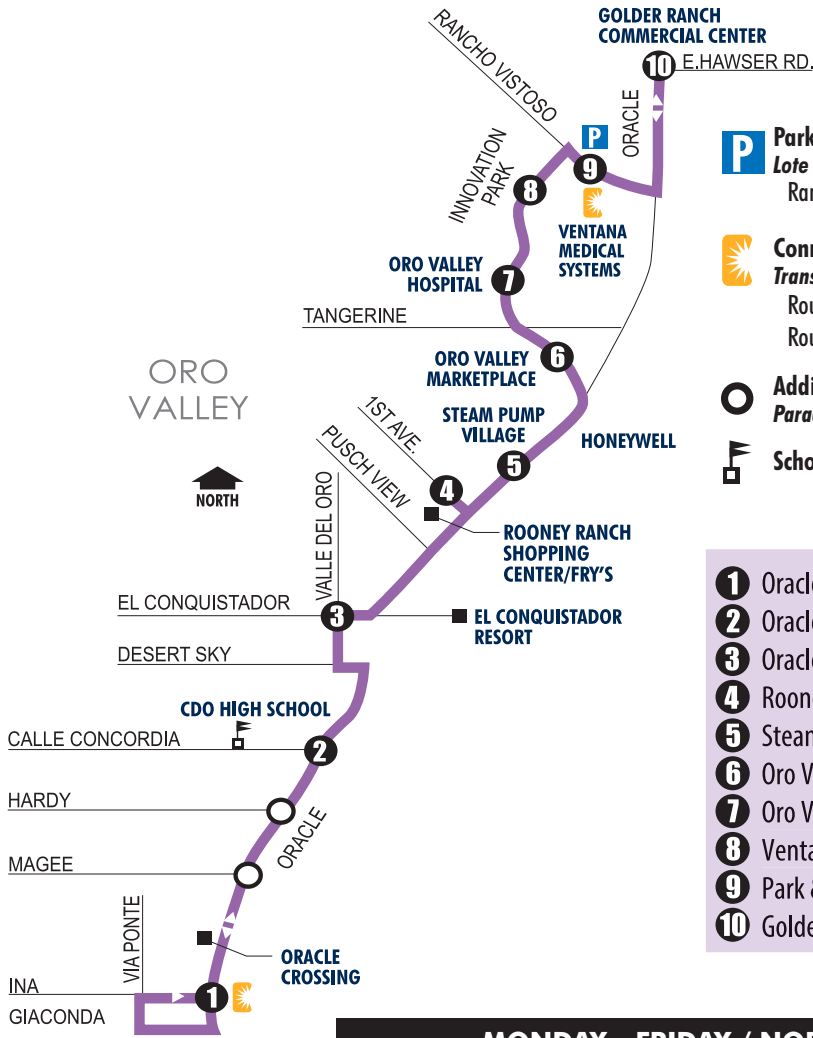 GOLDER RANCH
COMMERCIAL CENTER
10
E.HAWSER RD.
RANCHO VISTOSO
ORACLE
P
9
INNOVATION
PARK
8
VENTANA
MEDICAL
SYSTEMS
ORO VALLEY
HOSPITAL
7
TANGERINE
ORO VALLEY
MARKETPLACE
6
ORO
VALLEY
NORTH
1ST AVE.
STEAM PUMP
VILLAGE
5
HONEYWELL
PUSCH VIEW
4
ROONEY RANCH
SHOPPING
CENTER/FRY'S
VALLE DEL ORO
EL CONQUISTADOR
3
EL CONQUISTADOR
RESORT
DESERT SKY
CDO HIGH SCHOOL
CALLE CONCORDIA
2
HARDY
ORACLE
MAGEE
VIA PONTE
ORACLE
CROSSING
INA
1
GIACONDA
P
Park
Lote
Ran
Conn
Trans
Rou
Rou
Addi
Parad
Scho
1 Oracle
2 Oracle
3 Oracle
4 Roon
5 Steam
6 Oro V
7 Oro V
8 Venta
9 Park &
10 Golde
MONDAY - FRIDAY / NOR